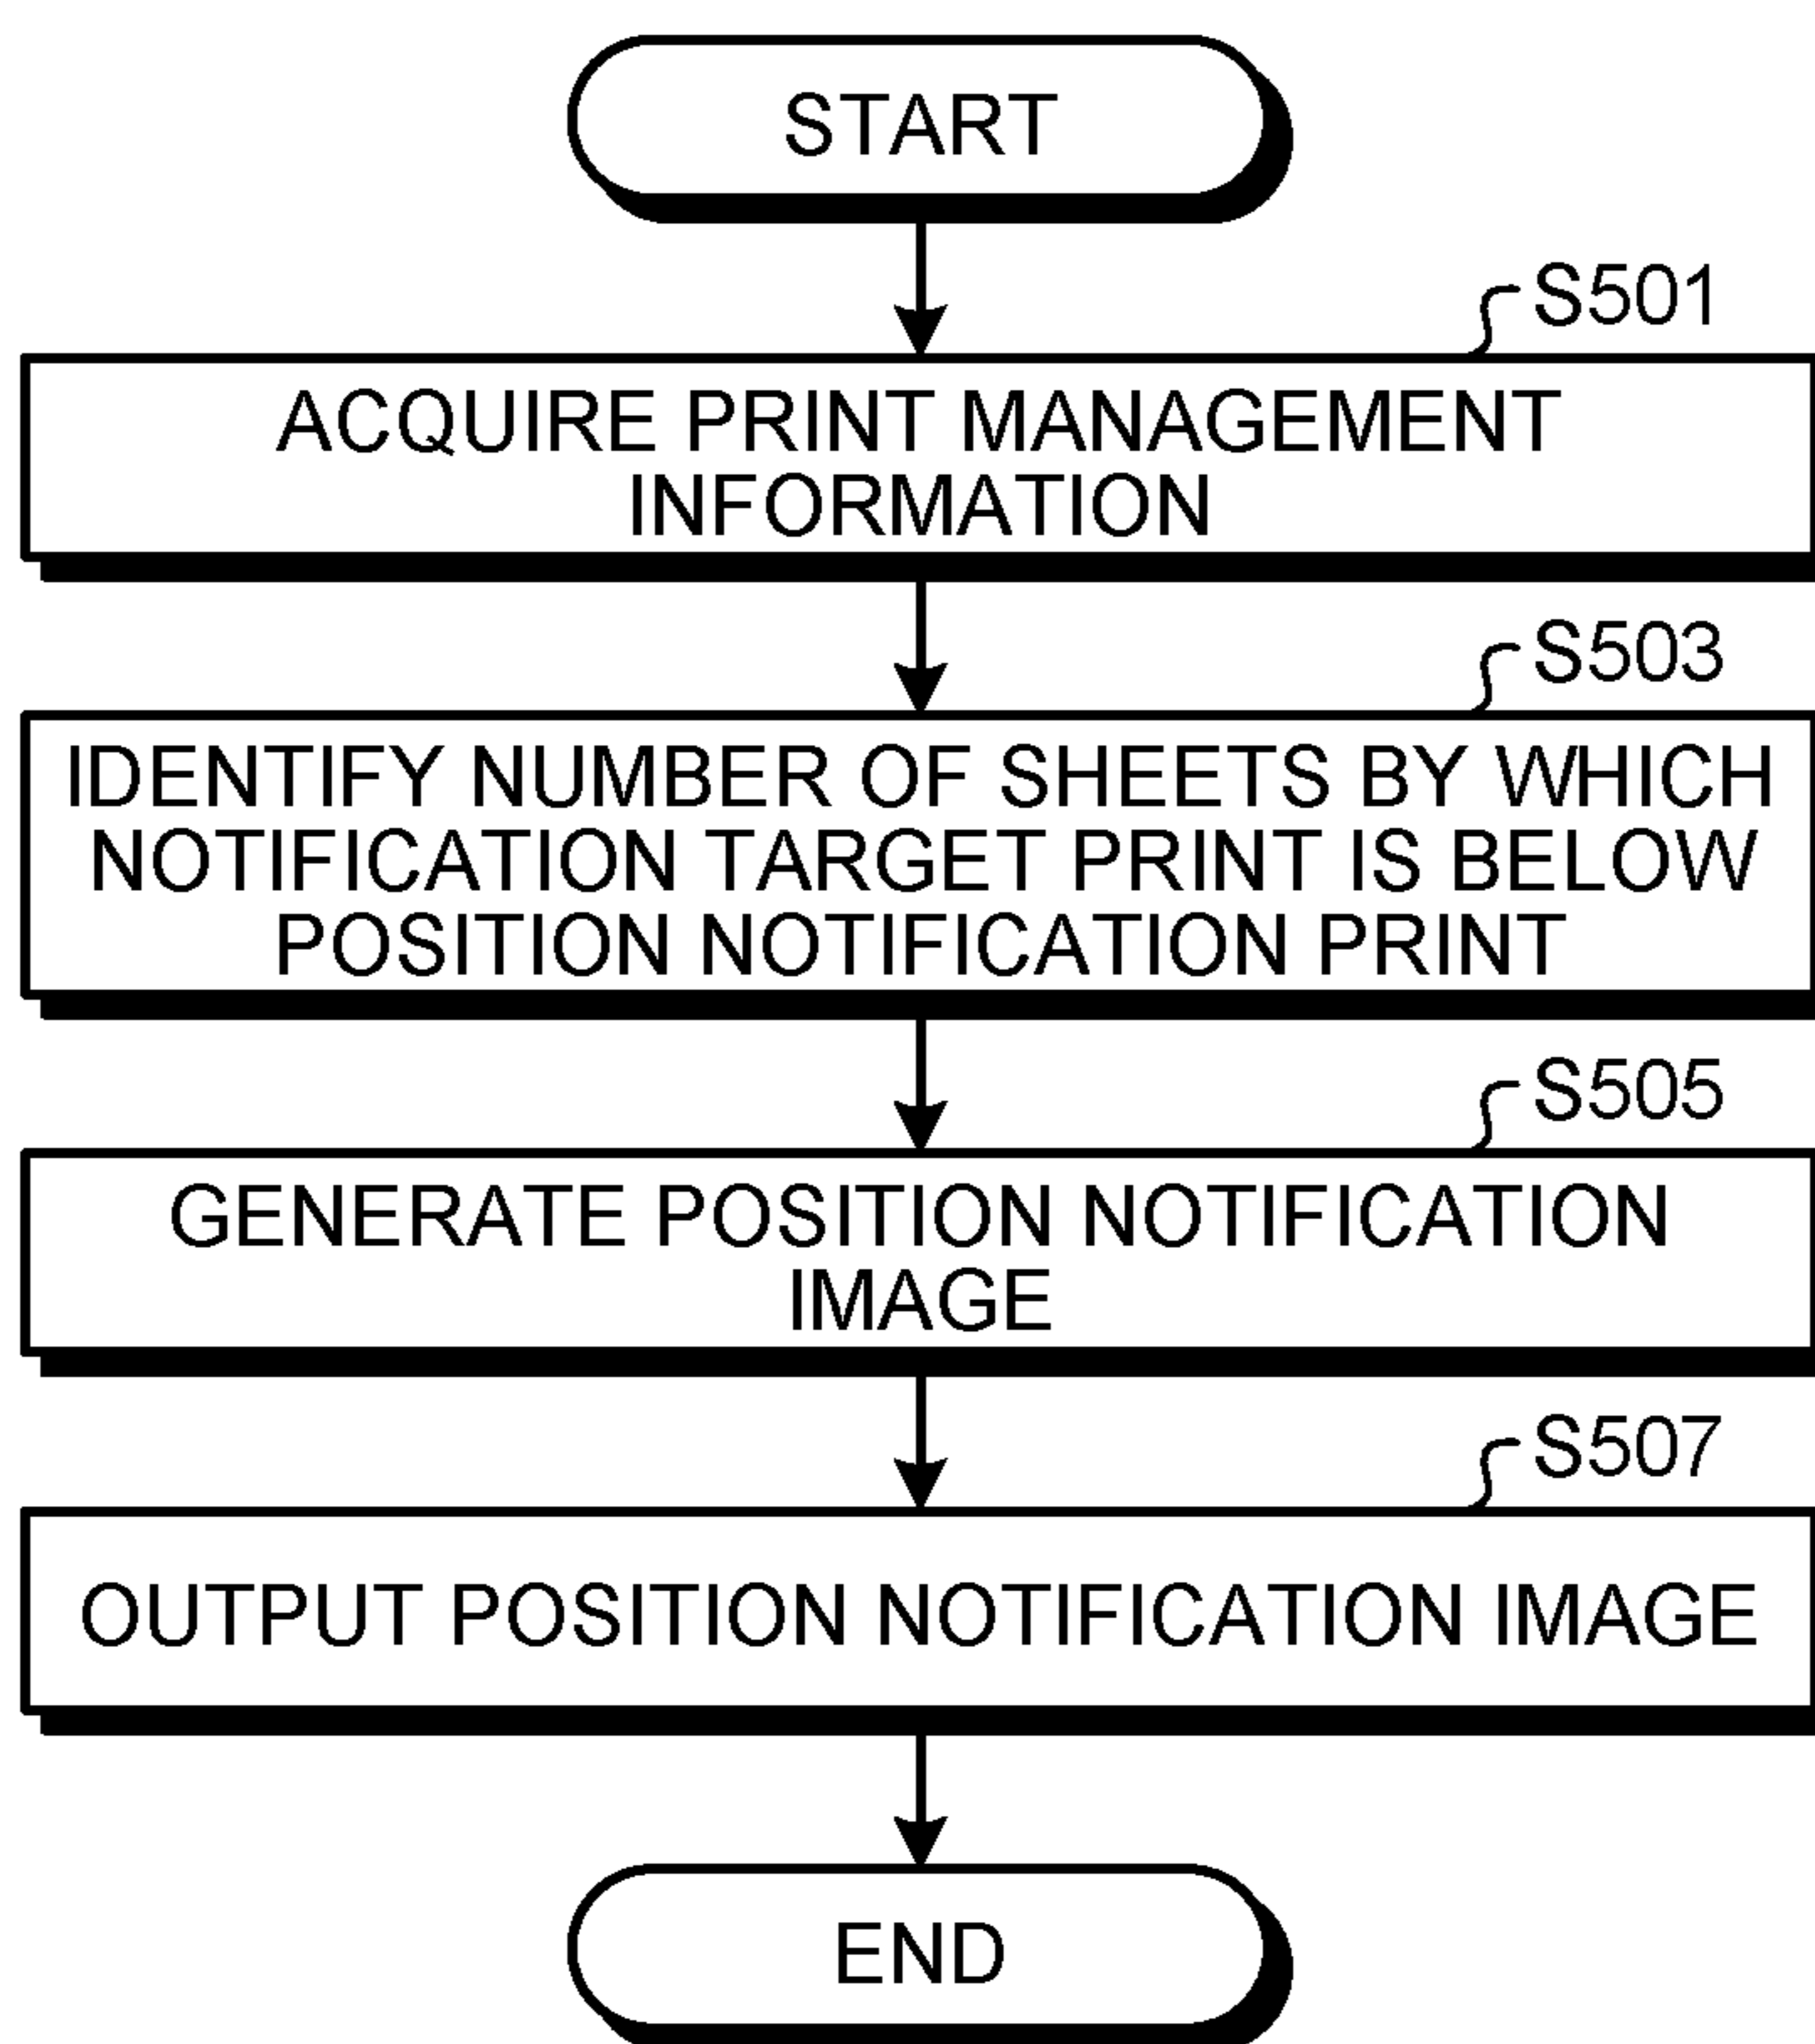 START
S501
ACQUIRE PRINT MANAGEMENT
INFORMATION
S503
IDENTIFY NUMBER OF SHEETS BY WHICH
NOTIFICATION TARGET PRINT IS BELOW
POSITION NOTIFICATION PRINT
S505
GENERATE POSITION NOTIFICATION
IMAGE
S507
OUTPUT POSITION NOTIFICATION IMAGE
END